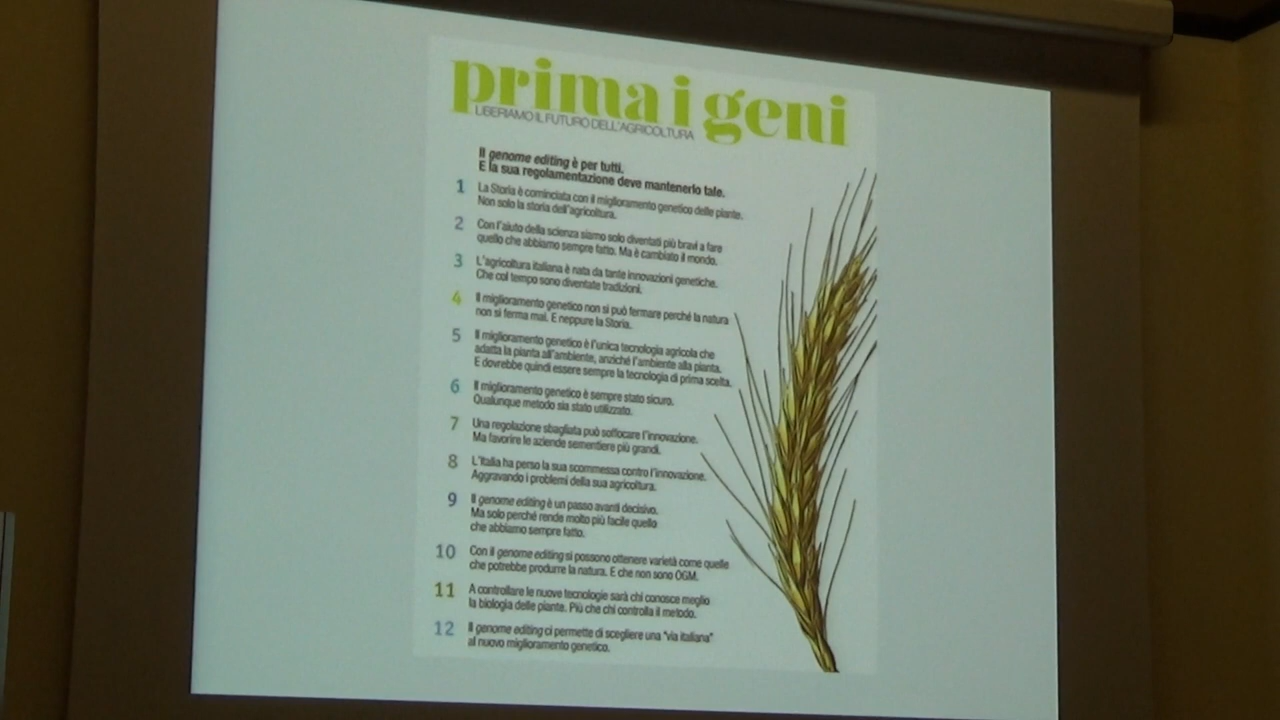 prima i geni
LIBERIAMO IL FUTURO DELL'AGRICOLTURA
Il genome editing è per tutti.
E la sua regolamentazione deve mantenerlo tale.
1 La Storia è cominciata con il miglioramento genetico delle piante.
Non solo la storia dell'agricoltura.
2 Con l'aiuto della scienza siamo solo diventati più bravi a fare
quello che abbiamo sempre fatto. Ma è cambiato il mondo.
3 L'agricoltura italiana è nata da tante innovazioni genetiche.
Che col tempo sono diventate tradizioni.
4 Il miglioramento genetico non si può fermare perché la natura
non si ferma mai. E neppure la Storia.
5 Il miglioramento genetico è l'unica tecnologia agricola che
adatta la pianta all'ambiente, anziché l'ambiente alla pianta.
E dovrebbe quindi essere sempre la tecnologia di prima scelta.
6 Il miglioramento genetico è sempre stato sicuro.
Qualunque metodo sia stato utilizzato.
7 Una regolazione sbagliata può soffocare l'innovazione.
Ma favorire le aziende sementiere più grandi.
8 L'Italia ha perso la sua scommessa contro l'innovazione.
Aggravando i problemi della sua agricoltura.
9 Il genome editing è un passo avanti decisivo.
Ma solo perché rende molto più facile quello
che abbiamo sempre fatto.
10 Con il genome editing si possono ottenere varietà come quelle
che potrebbe produrre la natura. E che non sono OGM.
11 A controllare le nuove tecnologie sarà chi conosce meglio
la biologia delle piante. Più che chi controlla il metodo.
12 Il genome editing ci permette di scegliere una "via italiana"
al nuovo miglioramento genetico.